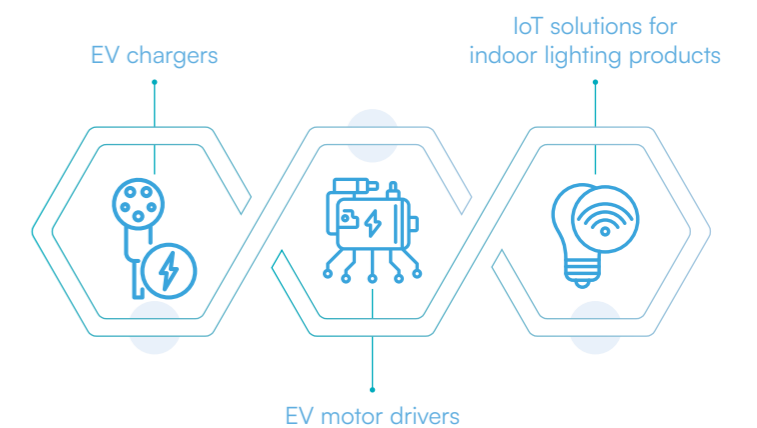 EV chargers
IoT solutions for
indoor lighting products
EV motor drivers